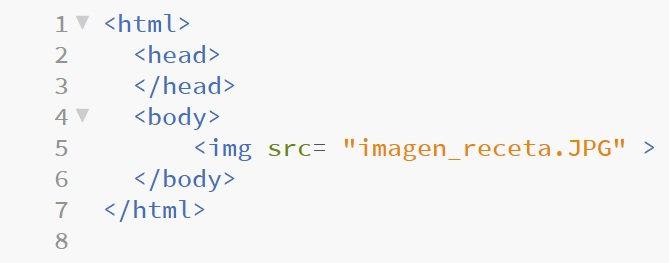 1 <html>
2 <head>
3 </head>
4 <body>
5 <img src= "imagen_receta.JPG" >
6 </body>
7 </html>
8